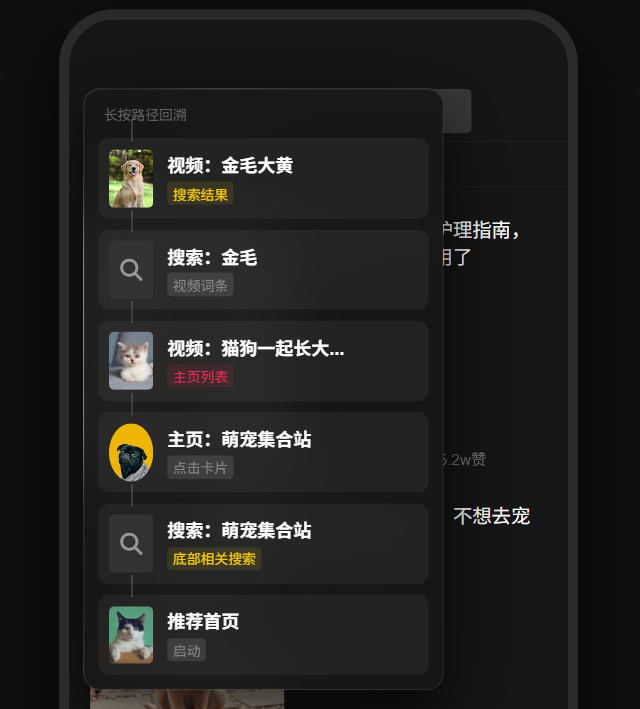 长按路径回溯
视频：金毛大黄
搜索结果
搜索：金毛
视频词条
护理指南，
用了
视频：猫狗一起长大...
主页列表
主页：萌宠集合站
点击卡片
5.2w赞
搜索：萌宠集合站
底部相关搜索
不想去宠
推荐首页
启动